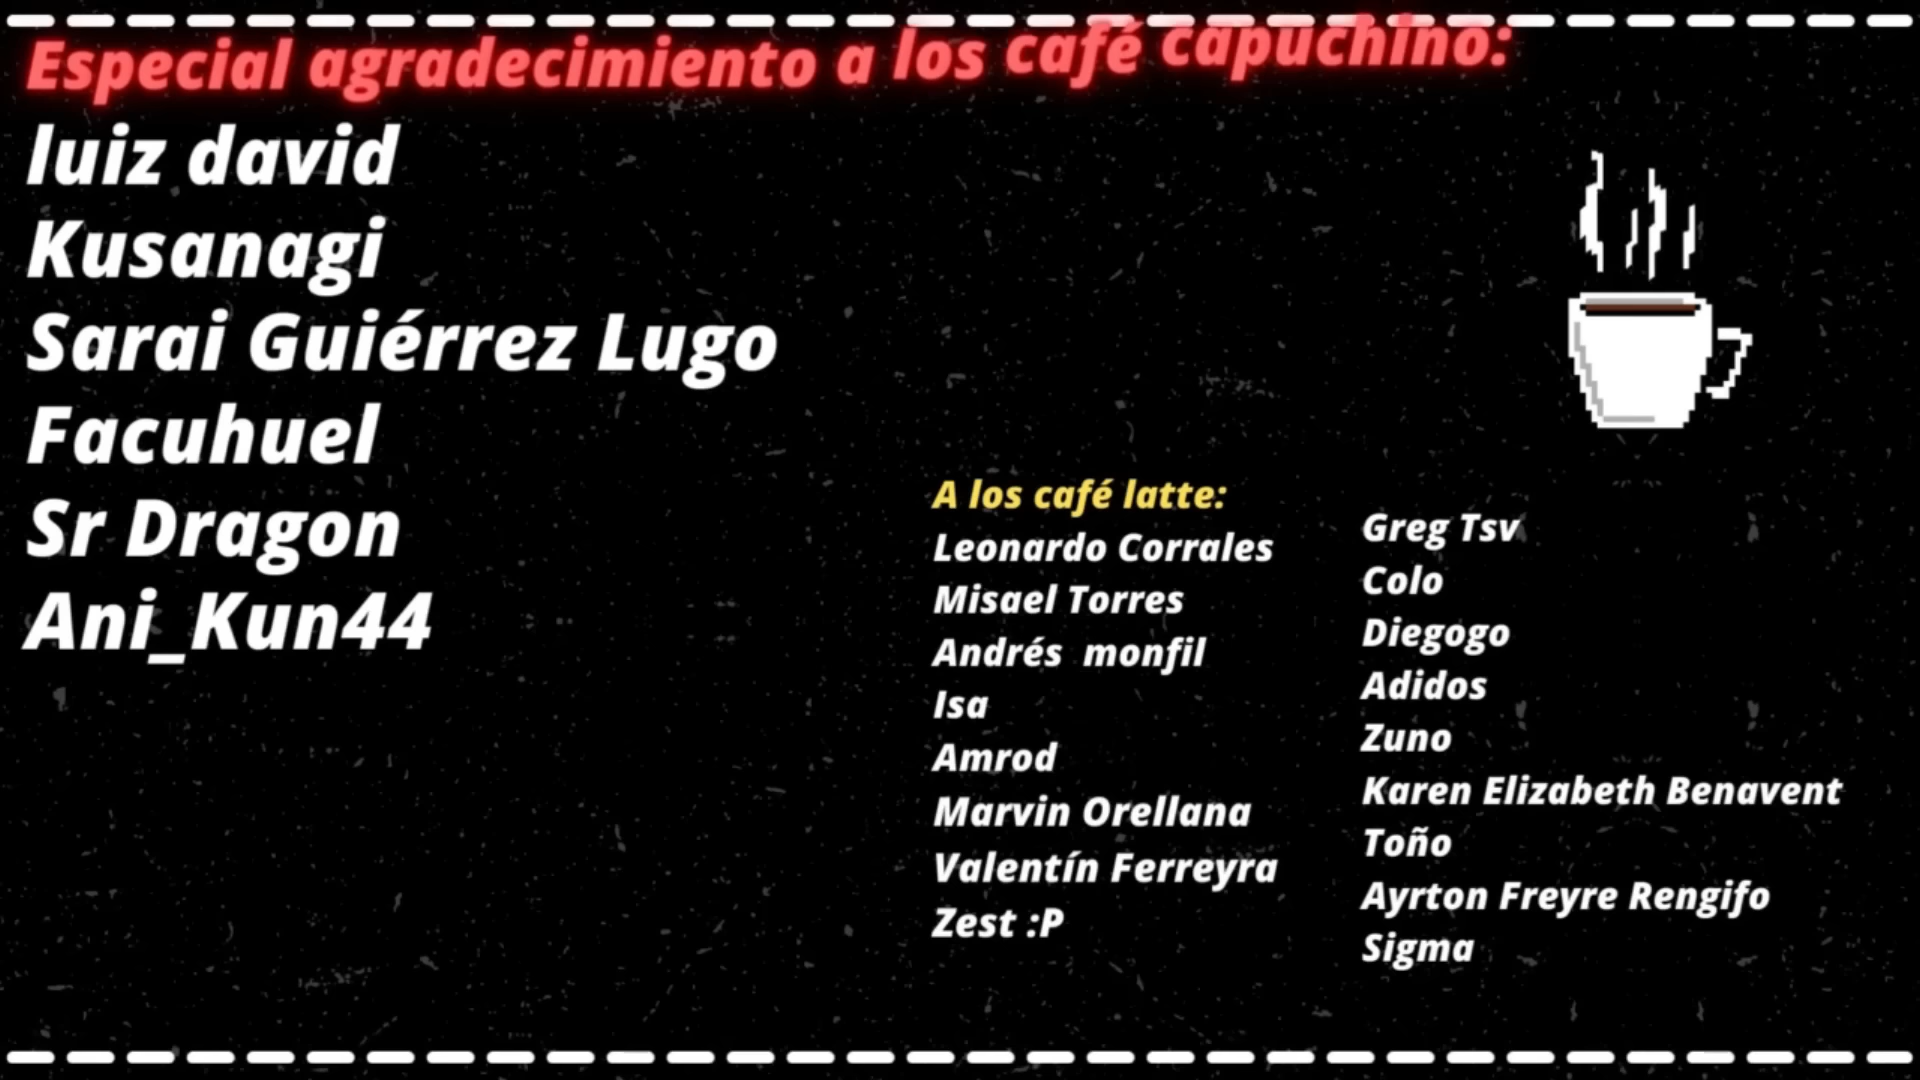 Especial agradecimiento a los café capuchino:
luiz david
Kusanagi
Sarai Guiérrez Lugo
Facuhuel
Sr Dragon
Ani_Kun44
A los café latte:
Leonardo Corrales
Misael Torres
Andrés  monfil
Isa
Amrod
Marvin Orellana
Valentín Ferreyra
Zest :P
Greg Tsv
Colo
Diegogo
Adidos
Zuno
Karen Elizabeth Benavent
Toño
Ayrton Freyre Rengifo
Sigma